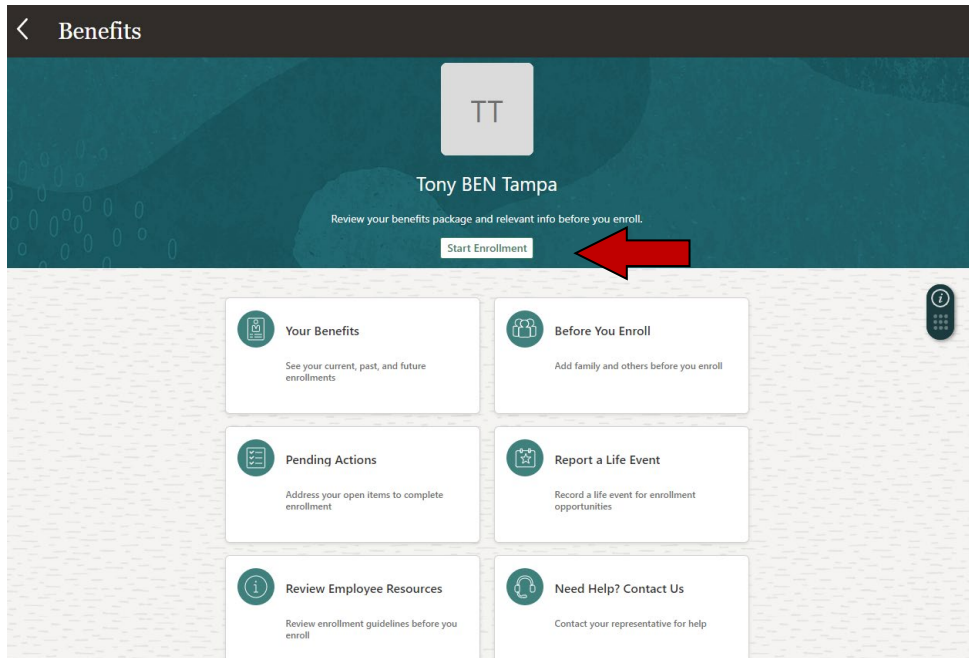 Benefits
TT
Tony BEN Tampa
Review your benefits package and relevant info before you enroll.
Start Enrollment
Your Benefits
See your current, past, and future
enrollments
Before You Enroll
Add family and others before you enroll
Pending Actions
Address your open items to complete
enrollment
Report a Life Event
Record a life event for enrollment
opportunities
Review Employee Resources
Review enrollment guidelines before you
enroll
Need Help? Contact Us
Contact your representative for help